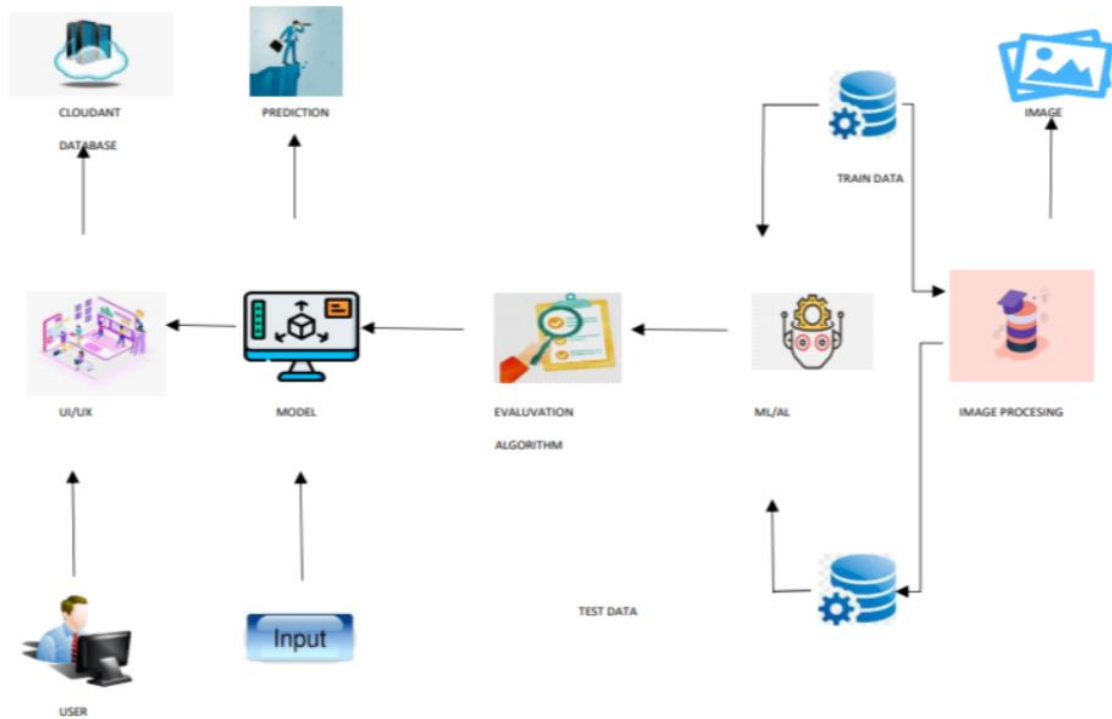 CLOUDANT
DATABASE
PREDICTION
TRAIN DATA
IMAGE
UI/UX
MODEL
EVALUVATION
ALGORITHM
ML/AL
IMAGE PROCESING
TEST DATA
Input
USER